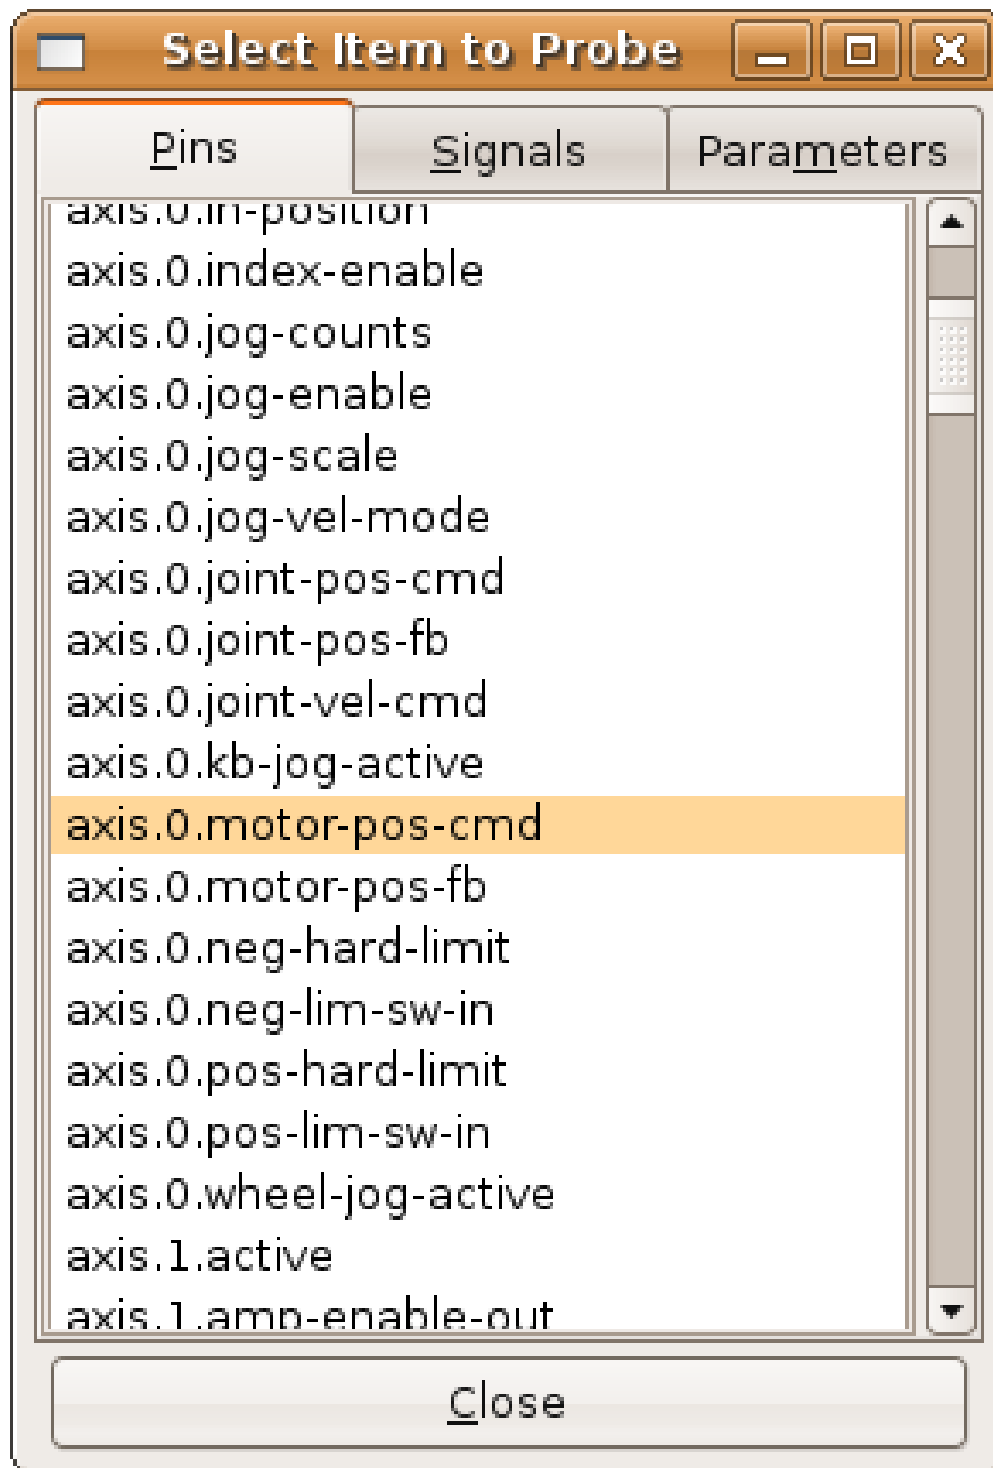 Select Item to Probe
Pins Signals Parameters
axis.0.in-position
axis.0.index-enable
axis.0.jog-counts
axis.0.jog-enable
axis.0.jog-scale
axis.0.jog-vel-mode
axis.0.joint-pos-cmd
axis.0.joint-pos-fb
axis.0.joint-vel-cmd
axis.0.kb-jog-active
axis.0.motor-pos-cmd
axis.0.motor-pos-fb
axis.0.neg-hard-limit
axis.0.neg-lim-sw-in
axis.0.pos-hard-limit
axis.0.pos-lim-sw-in
axis.0.wheel-jog-active
axis.1.active
axis.1.amp-enable-out
Close